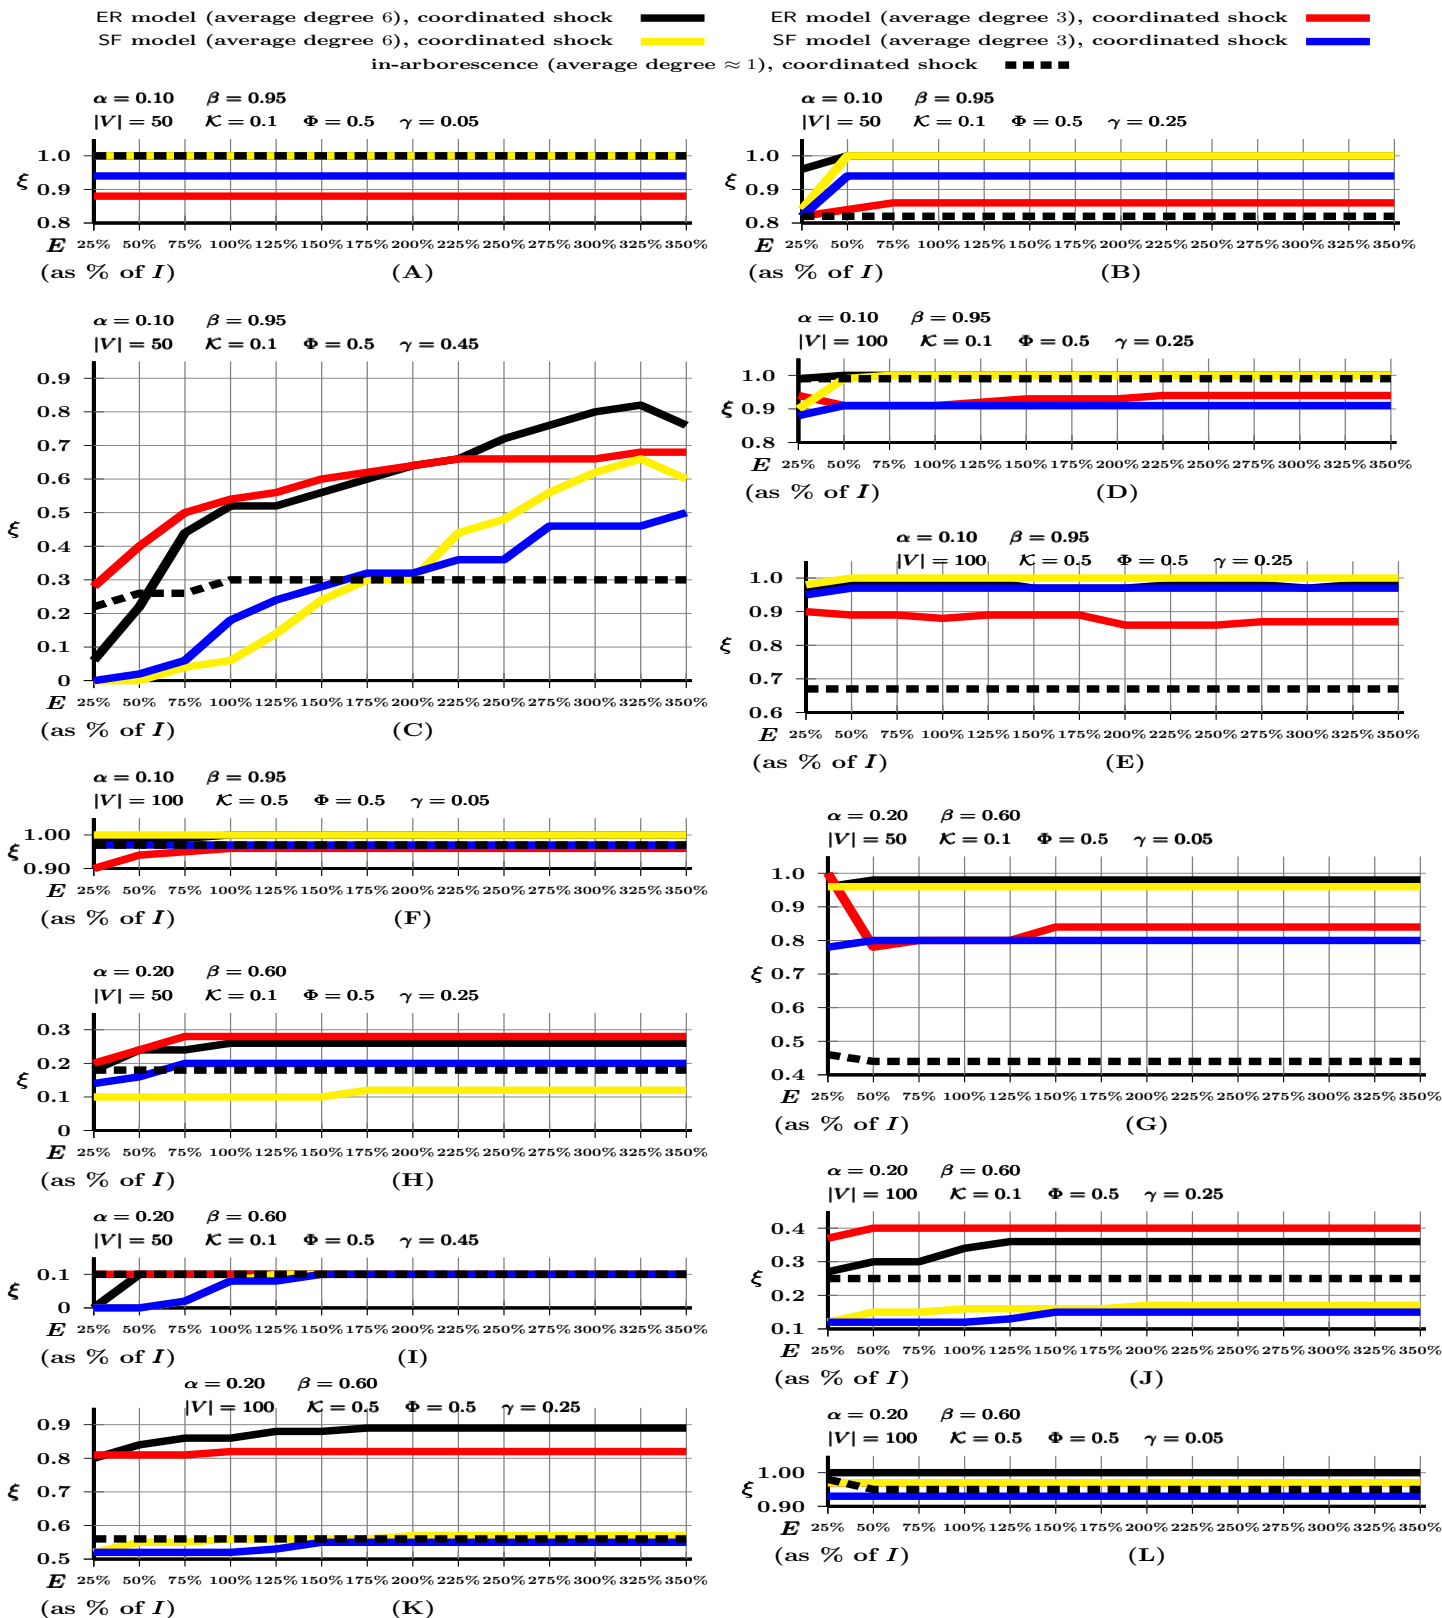 ER model (average degree 6), coordinated shock
ER model (average degree 3), coordinated shock
SF model (average degree 6), coordinated shock
SF model (average degree 3), coordinated shock
in-arborescence (average degree ≈ 1), coordinated shock
α = 0.10 β = 0.95
|V| = 50 𝒦 = 0.1 Φ = 0.5 γ = 0.05
1.0
ξ
0.9
0.8
E 25% 50% 75% 100% 125% 150% 175% 200% 225% 250% 275% 300% 325% 350%
(as % of I) (A)
α = 0.10 β = 0.95
|V| = 50 𝒦 = 0.1 Φ = 0.5 γ = 0.25
1.0
ξ
0.9
0.8
E 25% 50% 75% 100% 125% 150% 175% 200% 225% 250% 275% 300% 325% 350%
(as % of I) (B)
α = 0.10 β = 0.95
|V| = 50 𝒦 = 0.1 Φ = 0.5 γ = 0.45
0.9
0.8
0.7
0.6
0.5
ξ
0.4
0.3
0.2
0.1
0
E 25% 50% 75% 100% 125% 150% 175% 200% 225% 250% 275% 300% 325% 350%
(as % of I) (C)
α = 0.10 β = 0.95
|V| = 100 𝒦 = 0.1 Φ = 0.5 γ = 0.25
1.0
ξ
0.9
0.8
E 25% 50% 75% 100% 125% 150% 175% 200% 225% 250% 275% 300% 325% 350%
(as % of I) (D)
α = 0.10 β = 0.95
|V| = 100 𝒦 = 0.5 Φ = 0.5 γ = 0.25
1.0
0.9
0.8
ξ
0.7
0.6
E 25% 50% 75% 100% 125% 150% 175% 200% 225% 250% 275% 300% 325% 350%
(as % of I) (E)
α = 0.10 β = 0.95
|V| = 100 𝒦 = 0.5 Φ = 0.5 γ = 0.05
1.00
ξ
0.90
E 25% 50% 75% 100% 125% 150% 175% 200% 225% 250% 275% 300% 325% 350%
(as % of I) (F)
α = 0.20 β = 0.60
|V| = 50 𝒦 = 0.1 Φ = 0.5 γ = 0.05
1.0
0.9
0.8
0.7
ξ
0.6
0.5
0.4
E 25% 50% 75% 100% 125% 150% 175% 200% 225% 250% 275% 300% 325% 350%
(as % of I) (G)
α = 0.20 β = 0.60
|V| = 50 𝒦 = 0.1 Φ = 0.5 γ = 0.25
0.3
0.2
ξ
0.1
0
E 25% 50% 75% 100% 125% 150% 175% 200% 225% 250% 275% 300% 325% 350%
(as % of I) (H)
α = 0.20 β = 0.60
|V| = 50 𝒦 = 0.1 Φ = 0.5 γ = 0.45
0.1
ξ
0
E 25% 50% 75% 100% 125% 150% 175% 200% 225% 250% 275% 300% 325% 350%
(as % of I) (I)
α = 0.20 β = 0.60
|V| = 100 𝒦 = 0.1 Φ = 0.5 γ = 0.25
0.4
0.3
ξ
0.2
0.1
E 25% 50% 75% 100% 125% 150% 175% 200% 225% 250% 275% 300% 325% 350%
(as % of I) (J)
α = 0.20 β = 0.60
|V| = 100 𝒦 = 0.5 Φ = 0.5 γ = 0.25
0.9
0.8
ξ
0.6
0.5
E 25% 50% 75% 100% 125% 150% 175% 200% 225% 250% 275% 300% 325% 350%
(as % of I) (K)
α = 0.20 β = 0.60
|V| = 100 𝒦 = 0.5 Φ = 0.5 γ = 0.05
1.00
ξ
0.90
E 25% 50% 75% 100% 125% 150% 175% 200% 225% 250% 275% 300% 325% 350%
(as % of I) (L)